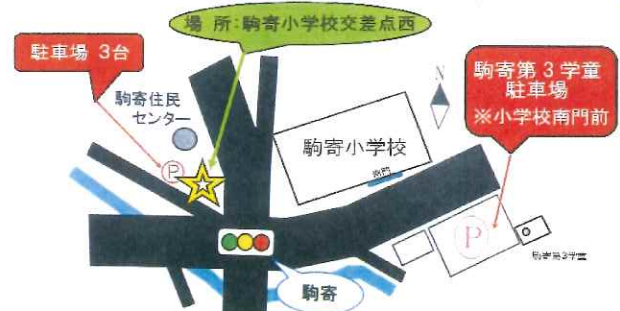 場 所:駒寄小学校交差点西
駐車場 3台
駒寄住民
センター
P
駒寄小学校
南門
N
駒寄第3学童
駐車場
※小学校南門前
P
駒寄第3学童
駒寄